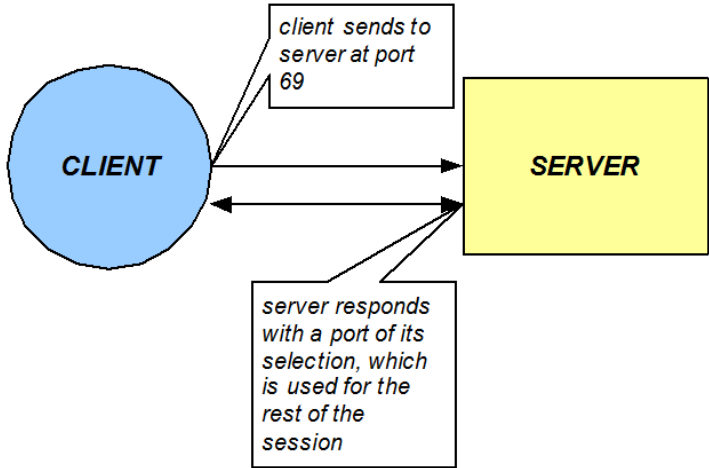 client sends to
server at port
69
CLIENT
SERVER
server responds
with a port of its
selection, which
is used for the
rest of the
session